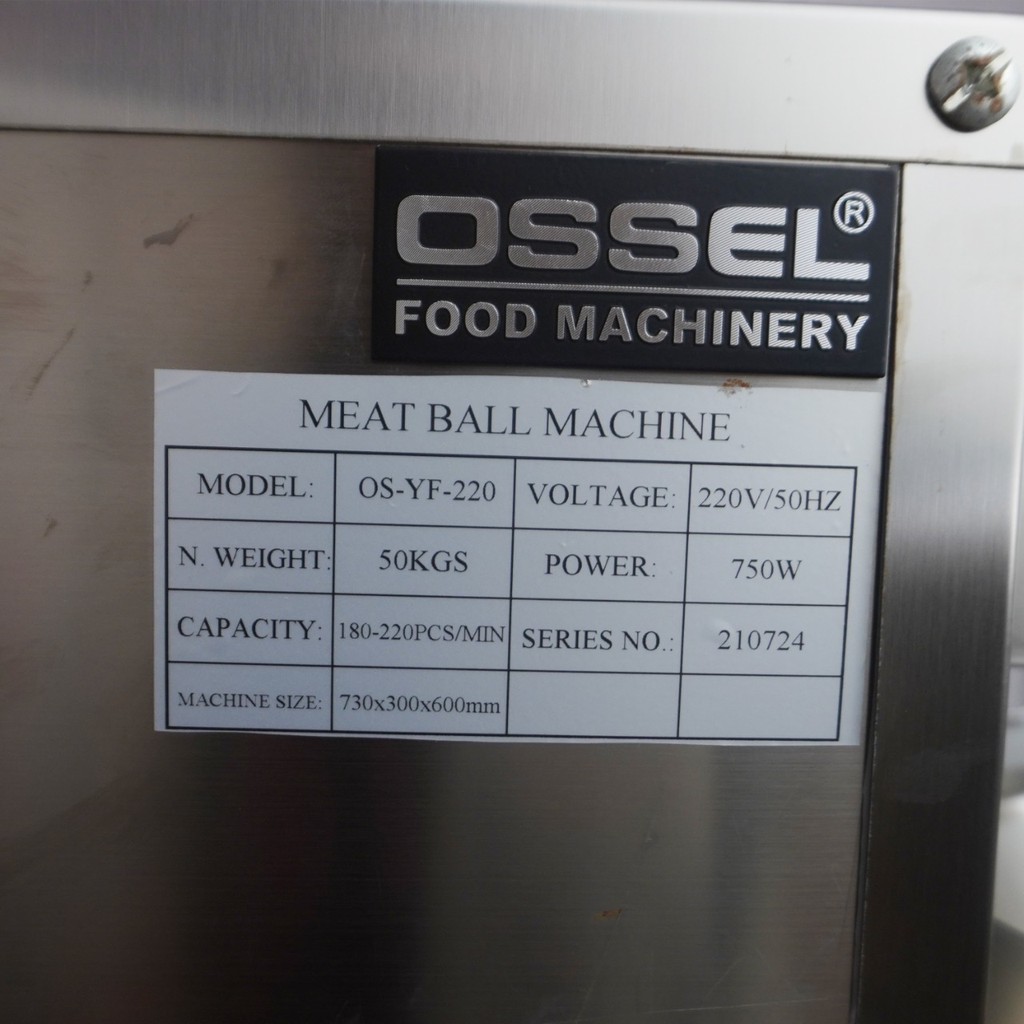 OSSEL®
FOOD MACHINERY
MEAT BALL MACHINE
MODEL: OS-YF-220 VOLTAGE: 220V/50HZ
N. WEIGHT: 50KGS POWER: 750W
CAPACITY: 180-220PCS/MIN SERIES NO.: 210724
MACHINE SIZE: 730x300x600mm